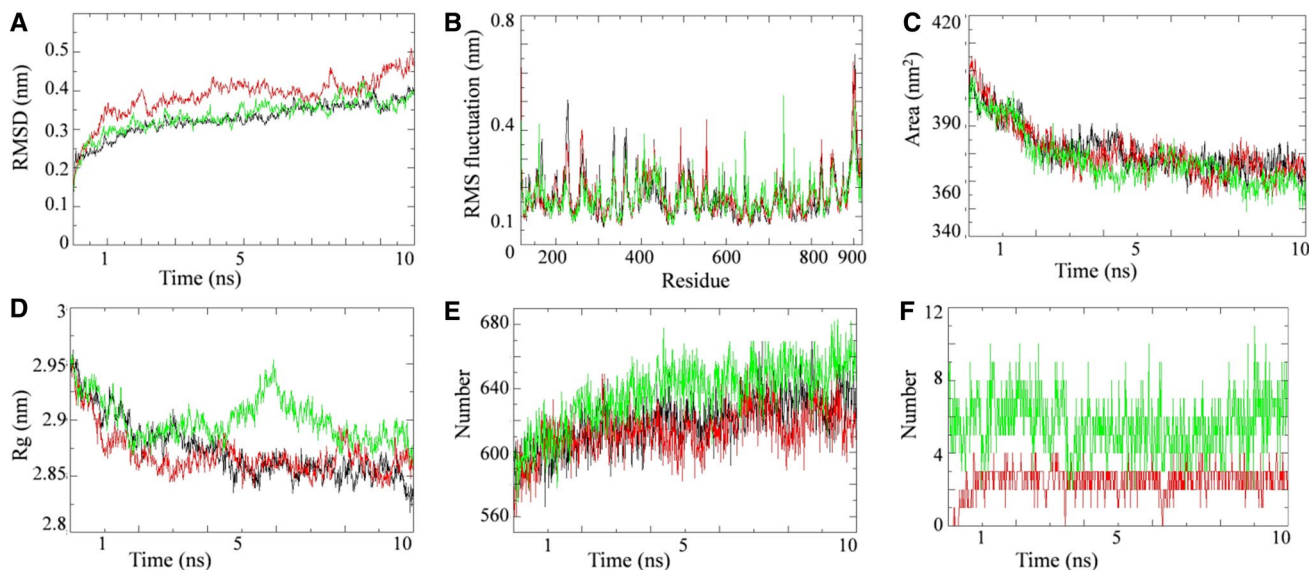 A
RMSD (nm)
0.5
0.4
0.3
0.2
0.1
0
1
5
10
Time (ns)
B
RMS fluctuation (nm)
0.8
0.4
0.1
0
200
400
600
800
900
Residue
C
Area (nm²)
420
390
360
340
1
5
10
Time (ns)
D
Rg (nm)
3
2.95
2.9
2.85
2.8
1
5
10
Time (ns)
E
Number
680
640
600
560
1
5
10
Time (ns)
F
Number
12
8
4
0
1
5
10
Time (ns)